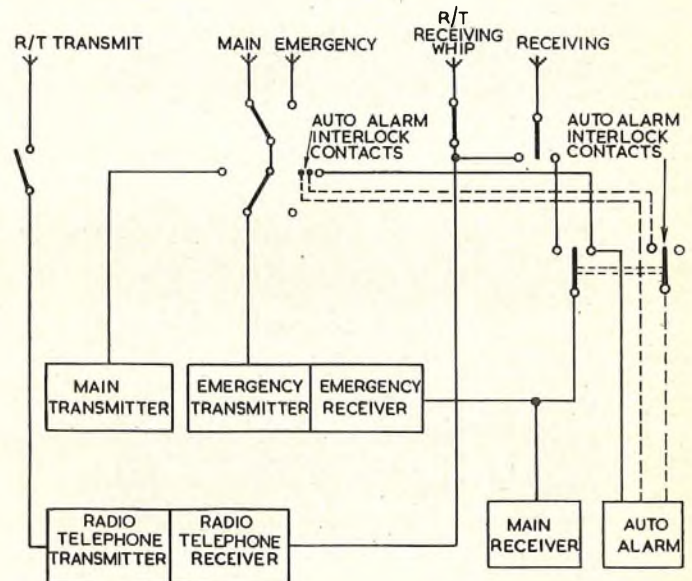 R/T TRANSMIT
MAIN EMERGENCY
R/T
RECEIVING
WHIP
RECEIVING
AUTO ALARM
INTERLOCK
CONTACTS
AUTO ALARM
INTERLOCK
CONTACTS
MAIN
TRANSMITTER
EMERGENCY
TRANSMITTER
EMERGENCY
RECEIVER
RADIO
TELEPHONE
TRANSMITTER
RADIO
TELEPHONE
RECEIVER
MAIN
RECEIVER
AUTO
ALARM